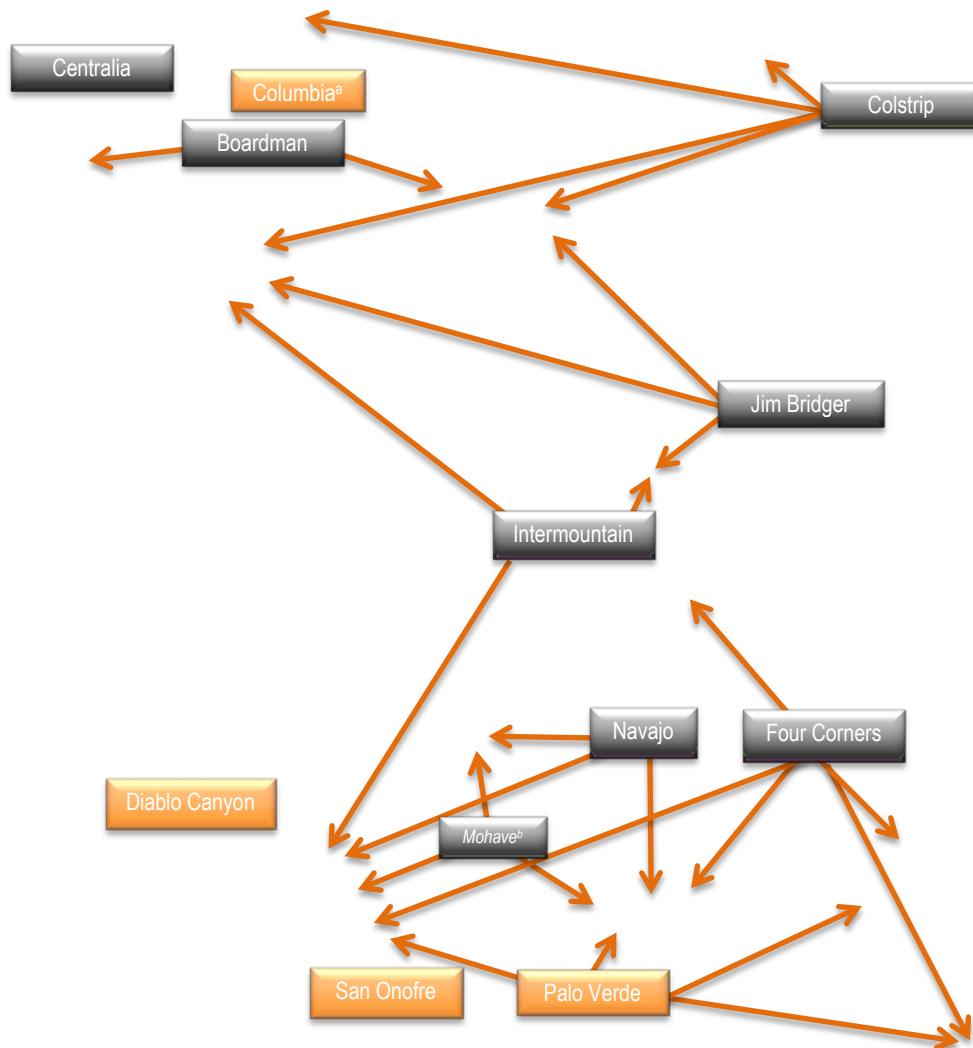 Centralia
Columbiaᵃ
Colstrip
Boardman
Jim Bridger
Intermountain
Navajo
Four Corners
Diablo Canyon
Mohaveᵇ
San Onofre
Palo Verde